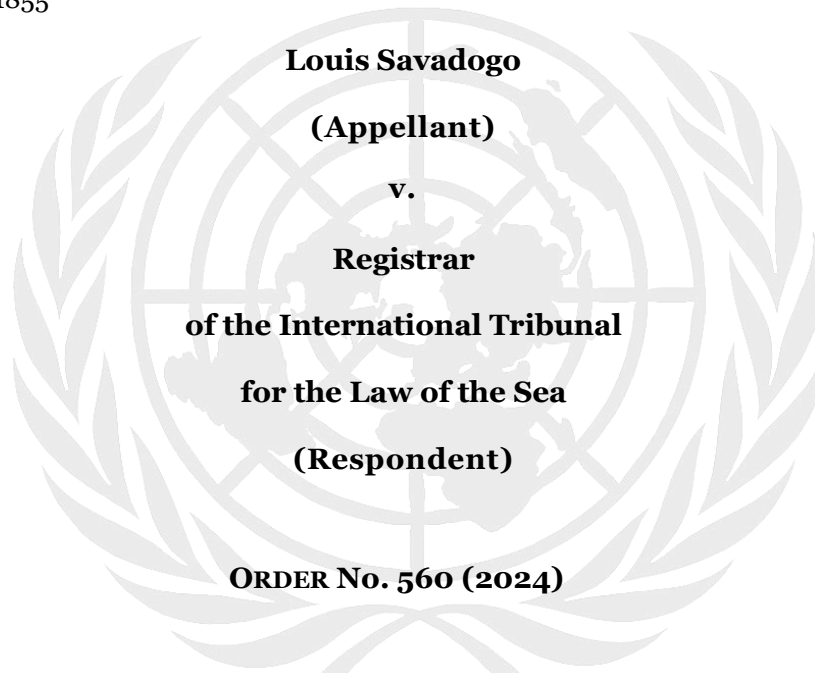 1855
Louis Savadogo
(Appellant)
v.
Registrar
of the International Tribunal
for the Law of the Sea
(Respondent)
ORDER No. 560 (2024)